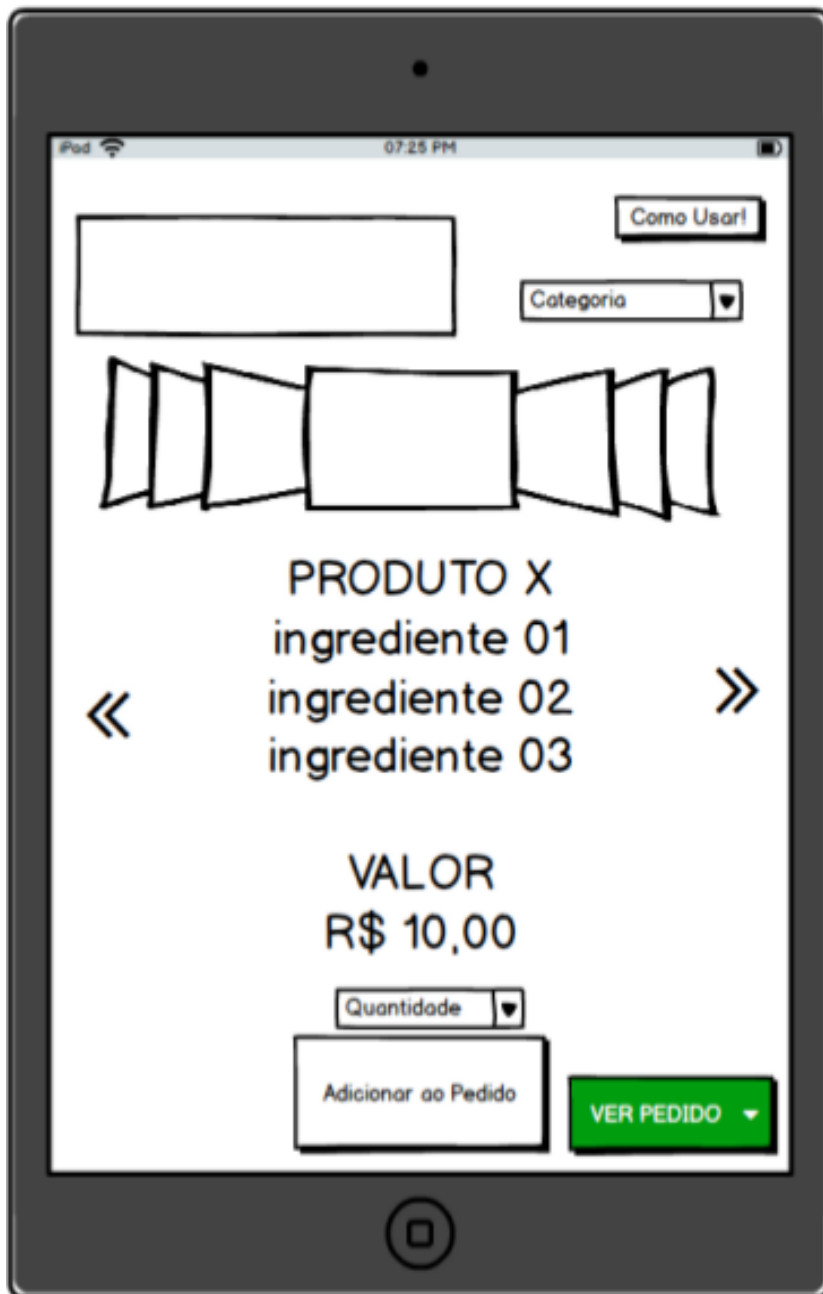 iPad
07:25 PM
Como Usar!
Categoria
PRODUTO X
ingrediente 01
ingrediente 02
ingrediente 03
VALOR
R$ 10,00
Quantidade
Adicionar ao Pedido
VER PEDIDO